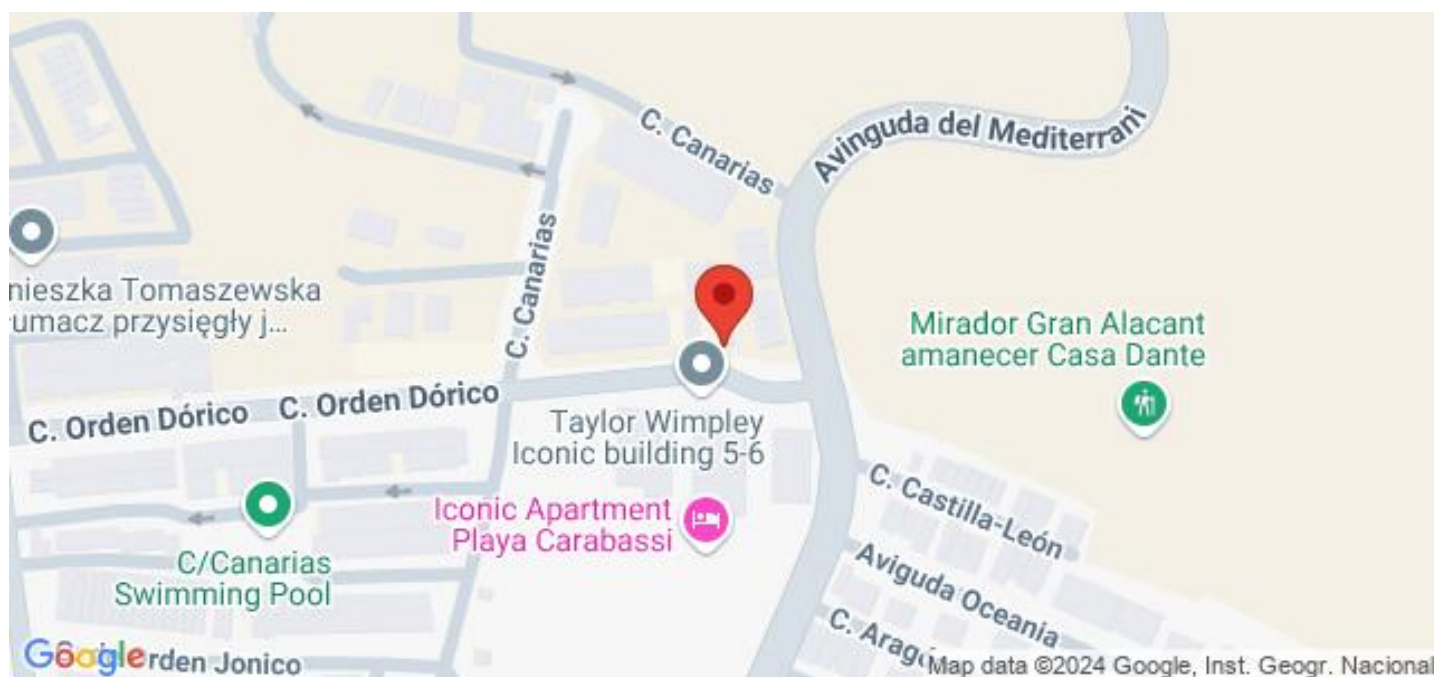 C. Canarias
Avinguda del Mediterrani
C. Canarias
nieszka Tomaszewska
umacz przysięgły j...
Mirador Gran Alacant
amanecer Casa Dante
C. Orden Dórico
C. Orden Dórico
Taylor Wimpley
Iconic building 5-6
C. Castilla-León
Iconic Apartment
Playa Carabassi
Aviguda Oceania
C/Canarias
Swimming Pool
C. Aragó
Google
rden Jonico
Map data ©2024 Google, Inst. Geogr. Nacional